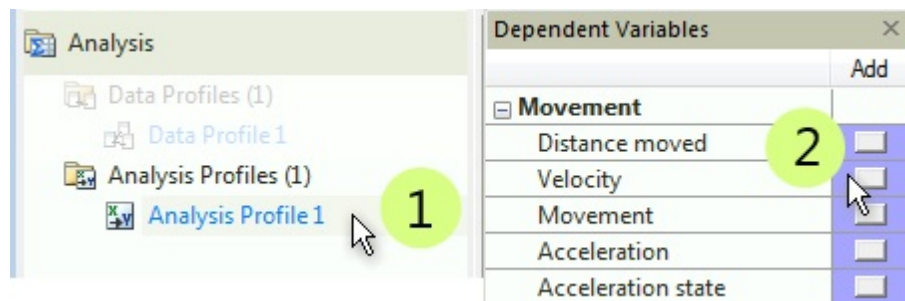 Analysis
Data Profiles (1)
Data Profile 1
Analysis Profiles (1)
Analysis Profile 1
1
Dependent Variables
Add
Movement
Distance moved
2
Velocity
Movement
Acceleration
Acceleration state